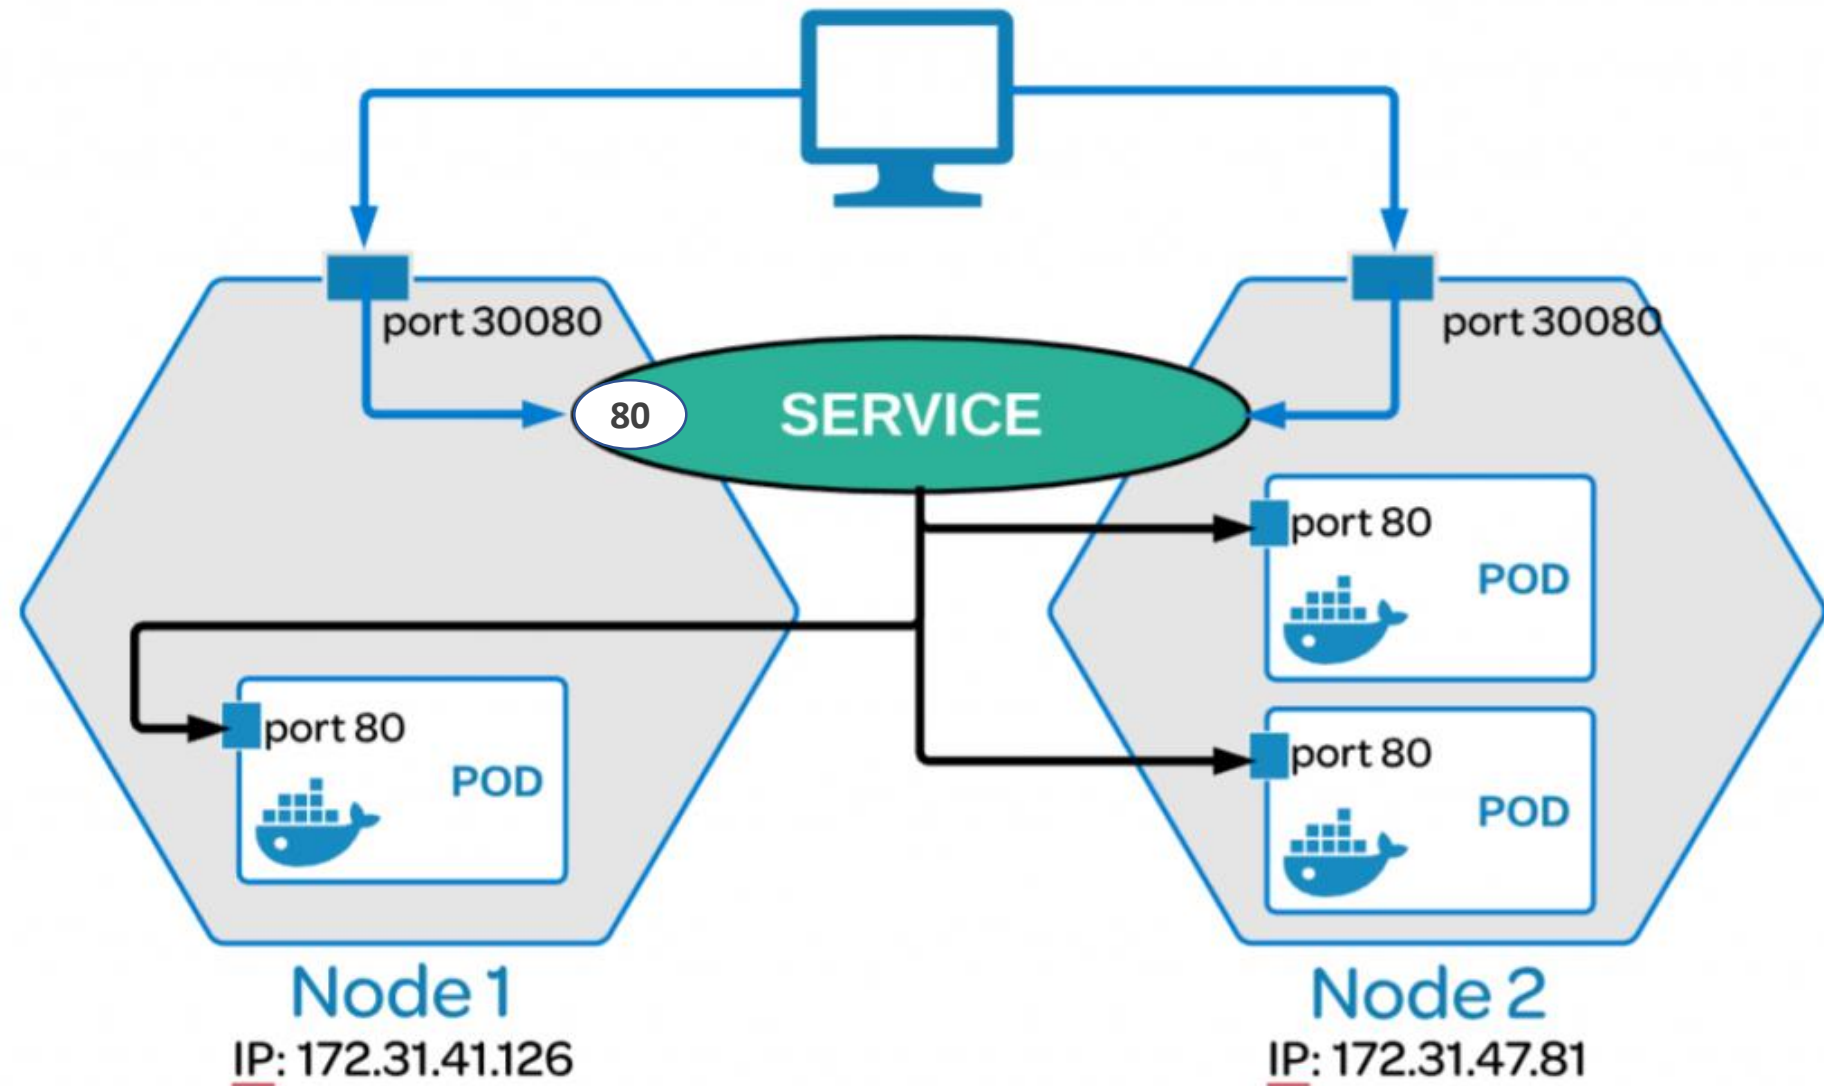 port 30080
port 30080
80
SERVICE
port 80
POD
port 80
POD
port 80
POD
Node 1
IP: 172.31.41.126
Node 2
IP: 172.31.47.81